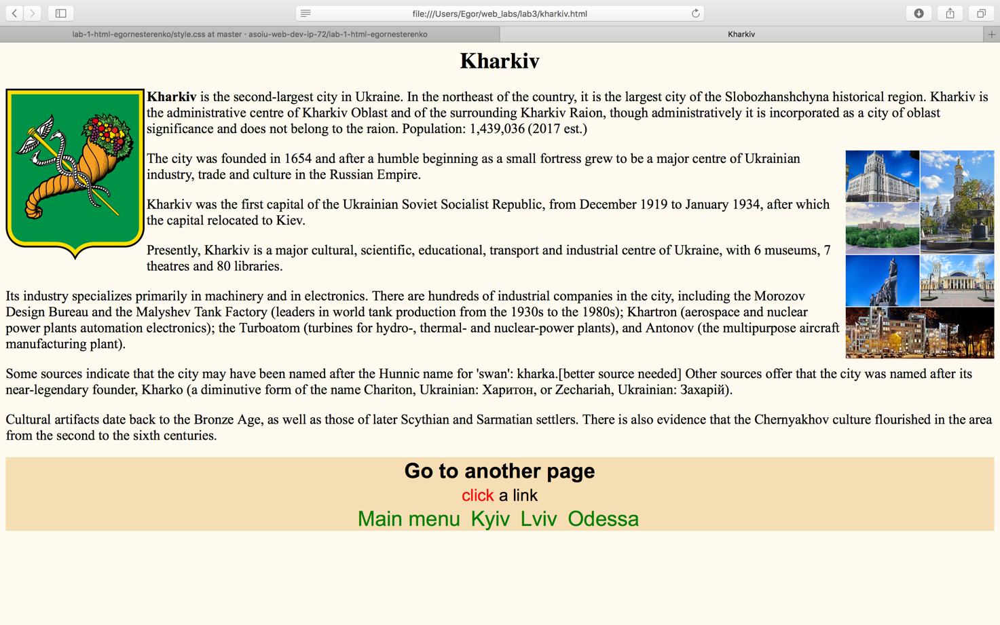 file:///Users/Egor/web_labs/lab3/kharkiv.html
lab-1-html-egornesterenko/style.css at master · asoiu-web-dev-ip-72/lab-1-html-egornesterenko
Kharkiv
Kharkiv
Kharkiv is the second-largest city in Ukraine. In the northeast of the country, it is the largest city of the Slobozhanshchyna historical region. Kharkiv is
the administrative centre of Kharkiv Oblast and of the surrounding Kharkiv Raion, though administratively it is incorporated as a city of oblast
significance and does not belong to the raion. Population: 1,439,036 (2017 est.)
The city was founded in 1654 and after a humble beginning as a small fortress grew to be a major centre of Ukrainian
industry, trade and culture in the Russian Empire.
Kharkiv was the first capital of the Ukrainian Soviet Socialist Republic, from December 1919 to January 1934, after which
the capital relocated to Kiev.
Presently, Kharkiv is a major cultural, scientific, educational, transport and industrial centre of Ukraine, with 6 museums, 7
theatres and 80 libraries.
Its industry specializes primarily in machinery and in electronics. There are hundreds of industrial companies in the city, including the Morozov
Design Bureau and the Malyshev Tank Factory (leaders in world tank production from the 1930s to the 1980s); Khartron (aerospace and nuclear
power plants automation electronics); the Turboatom (turbines for hydro-, thermal- and nuclear-power plants), and Antonov (the multipurpose aircraft
manufacturing plant).
Some sources indicate that the city may have been named after the Hunnic name for 'swan': kharka.[better source needed] Other sources offer that the city was named after its
near-legendary founder, Kharko (a diminutive form of the name Chariton, Ukrainian: Харитон, or Zechariah, Ukrainian: Захарій).
Cultural artifacts date back to the Bronze Age, as well as those of later Scythian and Sarmatian settlers. There is also evidence that the Chernyakhov culture flourished in the area
from the second to the sixth centuries.
Go to another page
click a link
Main menu Kyiv Lviv Odessa